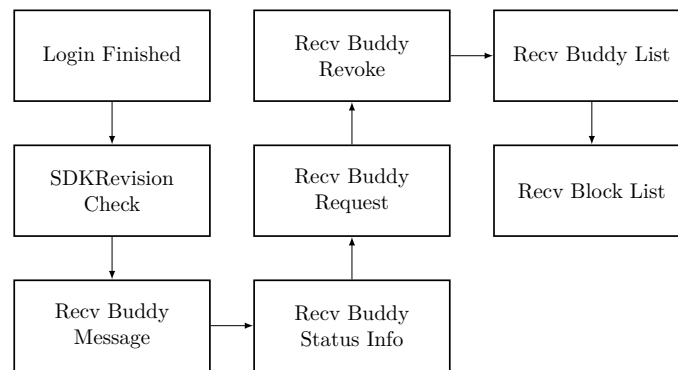 Login Finished
SDKRevision
Check
Recv Buddy
Message
Recv Buddy
Status Info
Recv Buddy
Request
Recv Buddy
Revoke
Recv Buddy List
Recv Block List